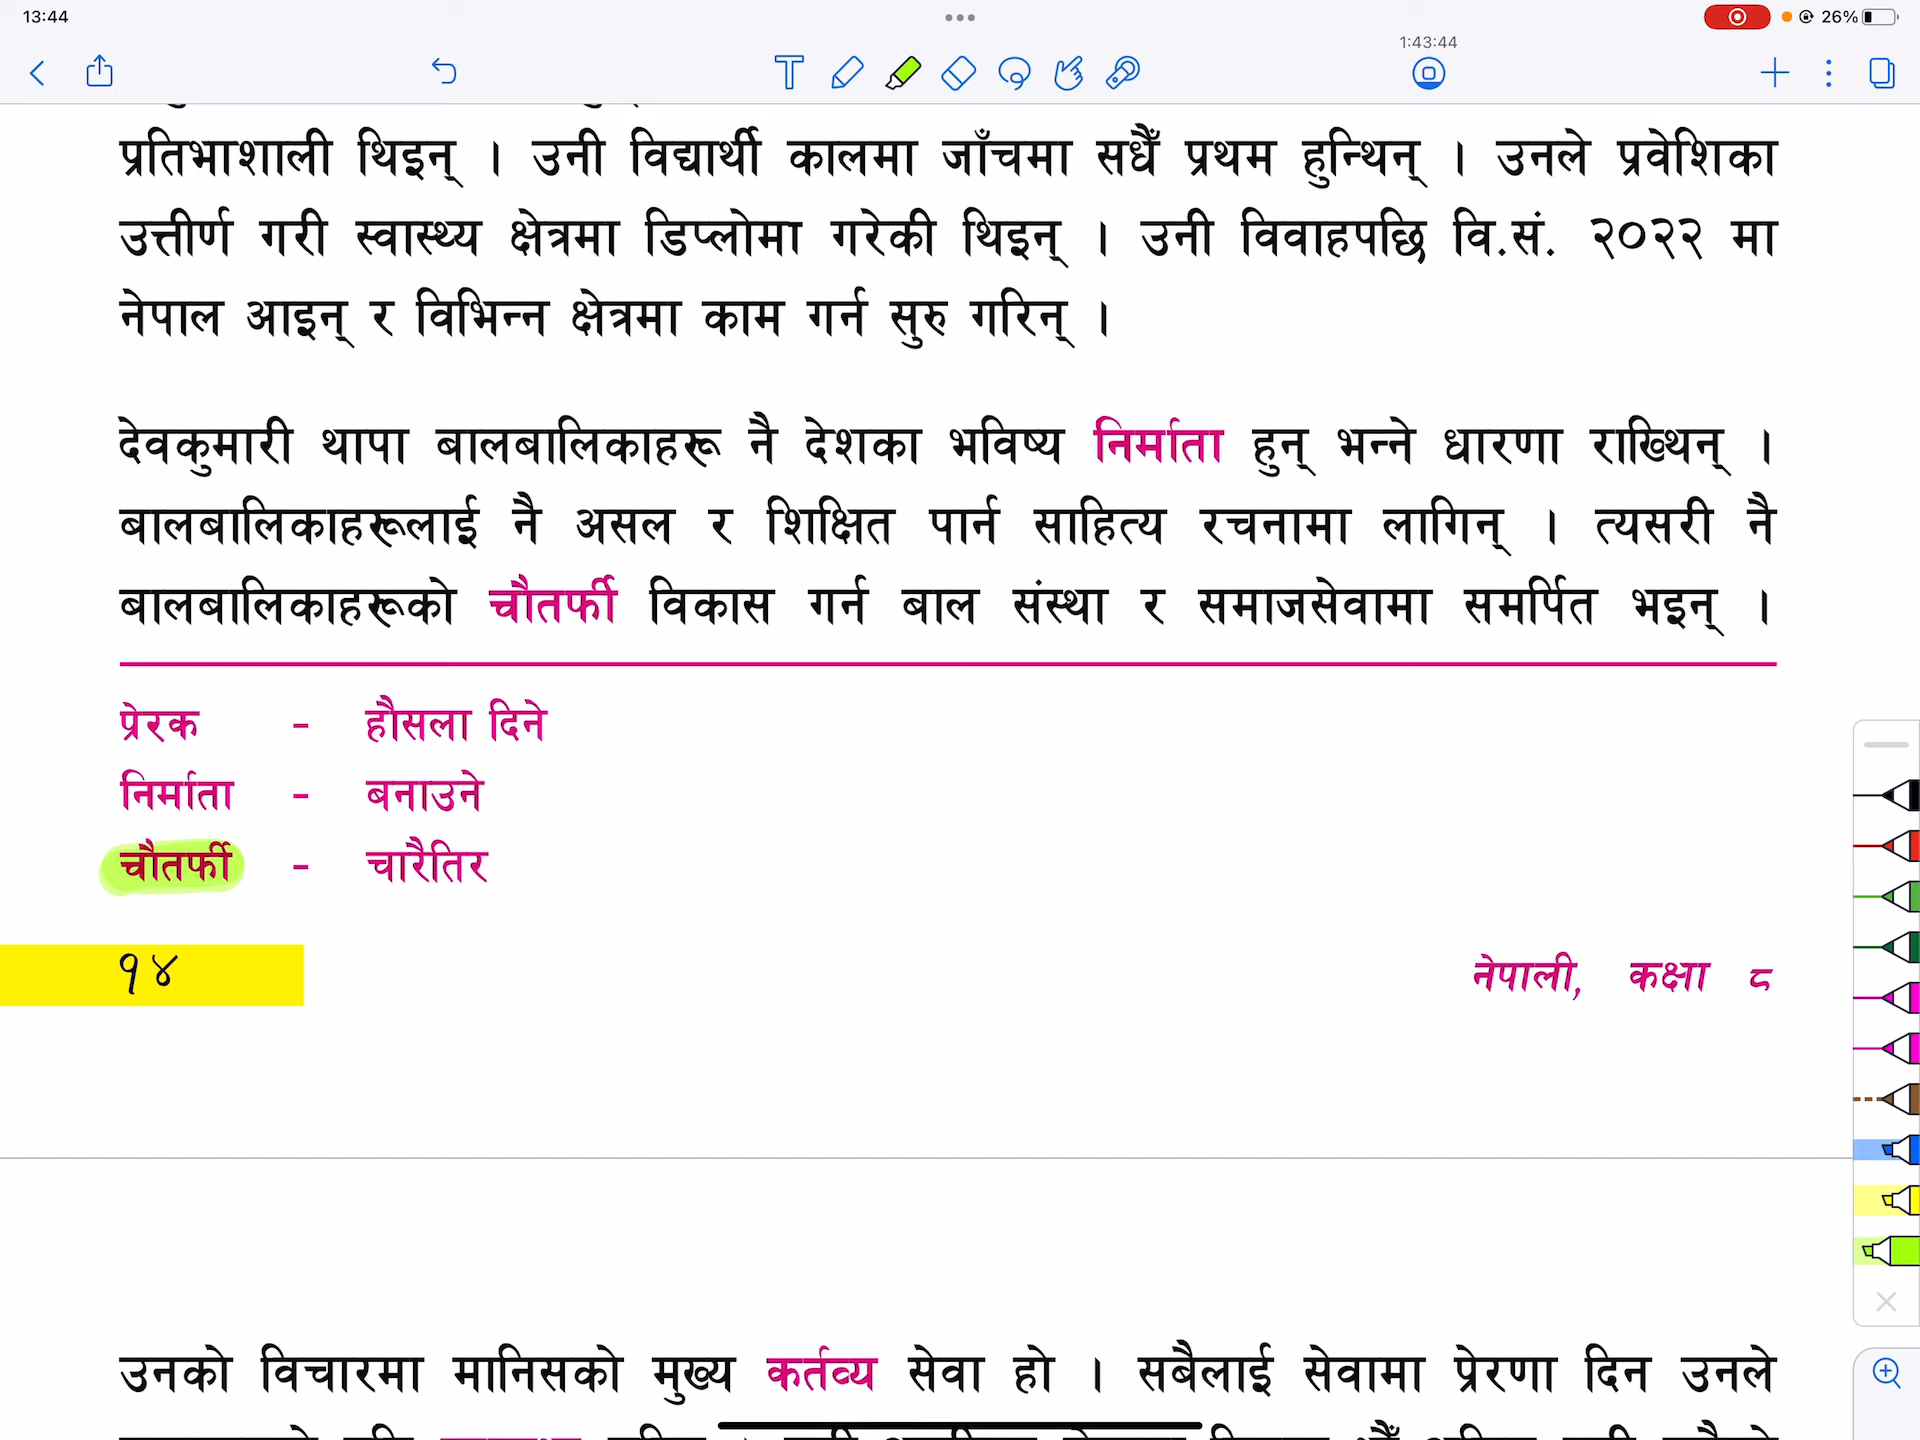 13:44
26%
1:43:44
प्रतिभाशाली थिइन् । उनी विद्यार्थी कालमा जाँचमा सधैँ प्रथम हुन्थिन् । उनले प्रवेशिका
उत्तीर्ण गरी स्वास्थ्य क्षेत्रमा डिप्लोमा गरेकी थिइन् । उनी विवाहपछि वि.सं. २०२२ मा
नेपाल आइन् र विभिन्न क्षेत्रमा काम गर्न सुरु गरिन् ।
देवकुमारी थापा बालबालिकाहरू नै देशका भविष्य निर्माता हुन् भन्ने धारणा राख्थिन् ।
बालबालिकाहरूलाई नै असल र शिक्षित पार्न साहित्य रचनामा लागिन् । त्यसरी नै
बालबालिकाहरूको चौतर्फी विकास गर्न बाल संस्था र समाजसेवामा समर्पित भइन् ।
प्रेरक - हौसला दिने
निर्माता - बनाउने
चौतर्फी - चारैतिर
१४
नेपाली, कक्षा ८
उनको विचारमा मानिसको मुख्य कर्तव्य सेवा हो । सबैलाई सेवामा प्रेरणा दिन उनले